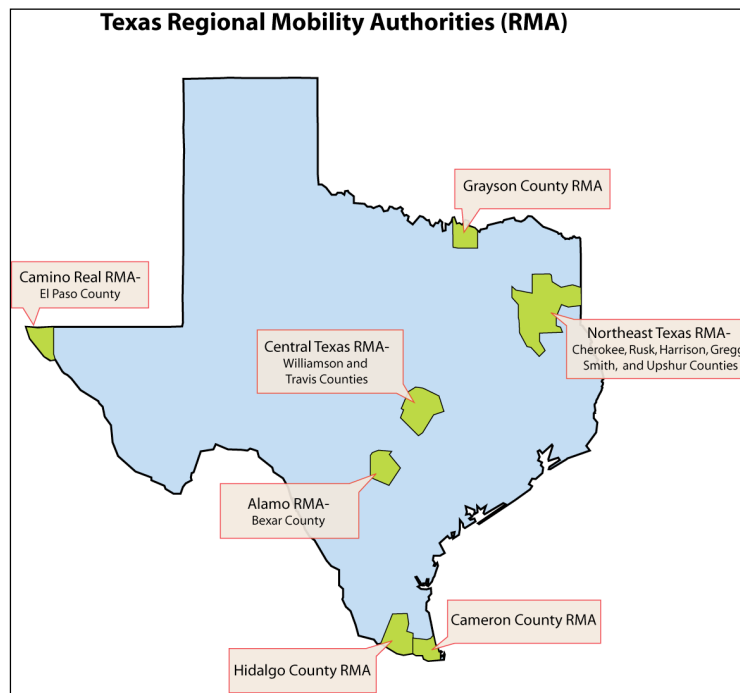 Texas Regional Mobility Authorities (RMA)
Grayson County RMA
Camino Real RMA-
El Paso County
Northeast Texas RMA-
Cherokee, Rusk, Harrison, Gregg
Smith, and Upshur Counties
Central Texas RMA-
Williamson and
Travis Counties
Alamo RMA-
Bexar County
Cameron County RMA
Hidalgo County RMA